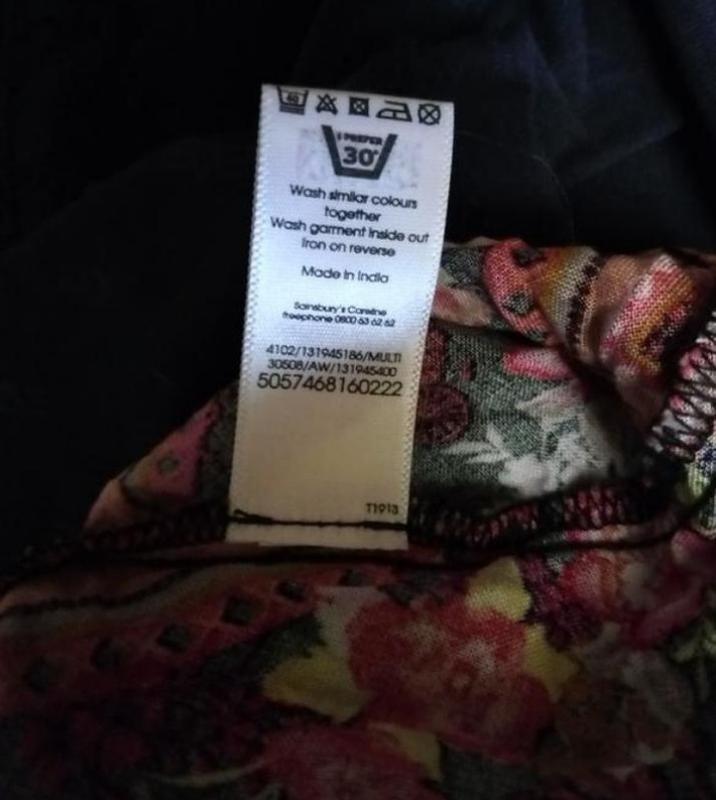 40
I PREFER
30°
Wash similar colours
together
Wash garment inside out
Iron on reverse
Made in India
Sainsbury's Careline
freephone 0800 63 62 62
4102/131945186/MULTI
30508/AW/131945400
5057468160222
T1913